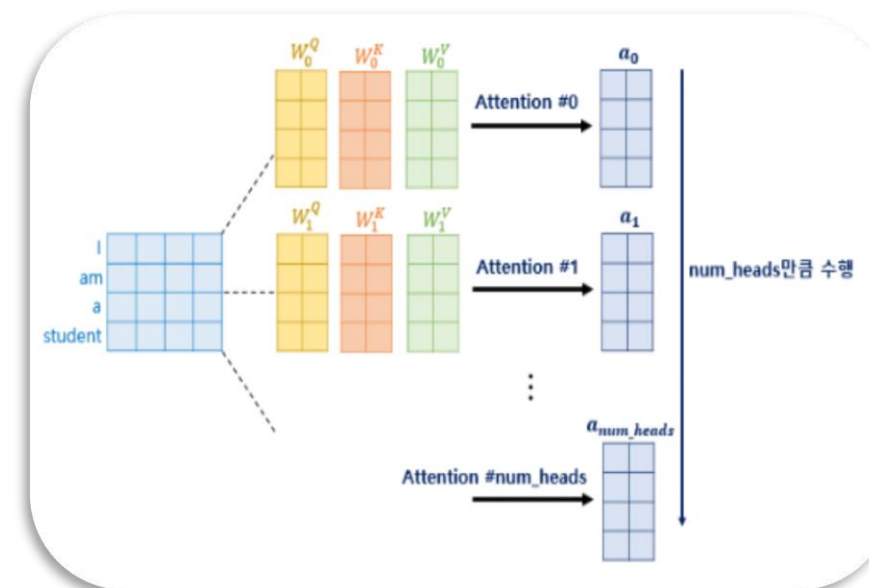 W_0^Q W_0^K W_0^V a_0
Attention #0
W_1^Q W_1^K W_1^V a_1
I
am
a
student
Attention #1
num_heads만큼 수행
⋮
a_num_heads
Attention #num_heads